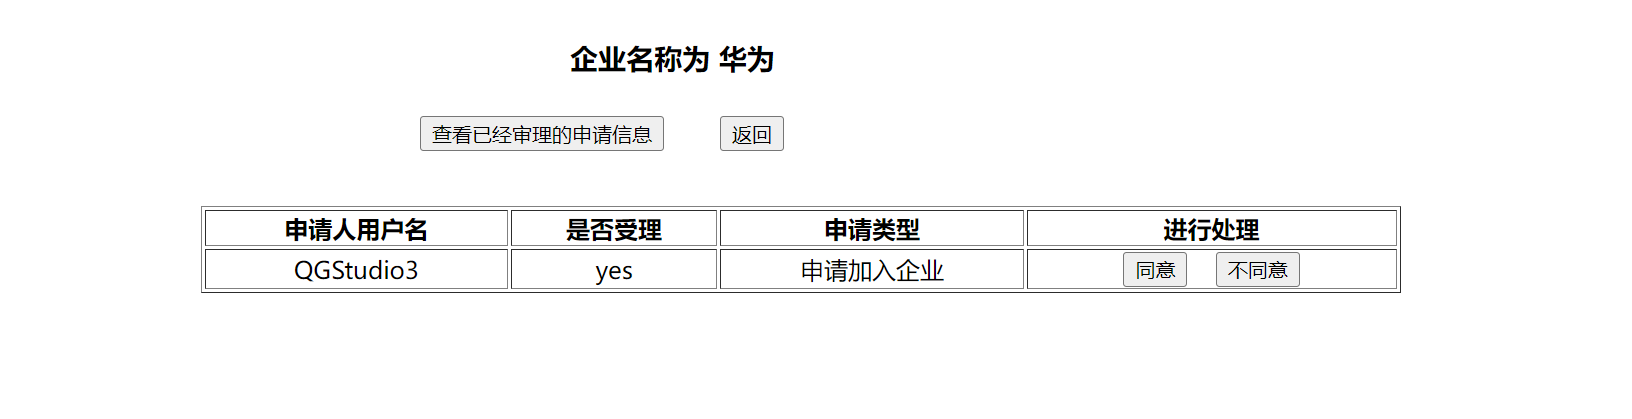 企业名称为 华为
查看已经审理的申请信息 返回
申请人用户名 是否受理 申请类型 进行处理
QGStudio3 yes 申请加入企业 同意 不同意